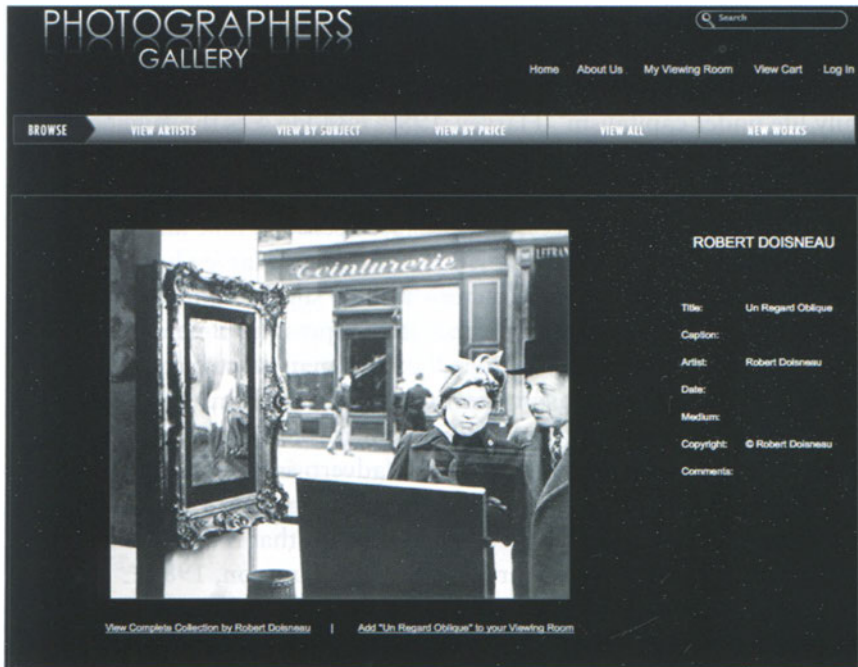 PHOTOGRAPHERS
GALLERY
Search
Home About Us My Viewing Room View Cart Log In
BROWSE VIEW ARTISTS VIEW BY SUBJECT VIEW BY PRICE VIEW ALL NEW WORKS
Teinturerie
ROBERT DOISNEAU
Title: Un Regard Oblique
Caption:
Artist: Robert Doisneau
Date:
Medium:
Copyright: © Robert Doisneau
Comments:
View Complete Collection by Robert Doisneau | Add "Un Regard Oblique" to your Viewing Room